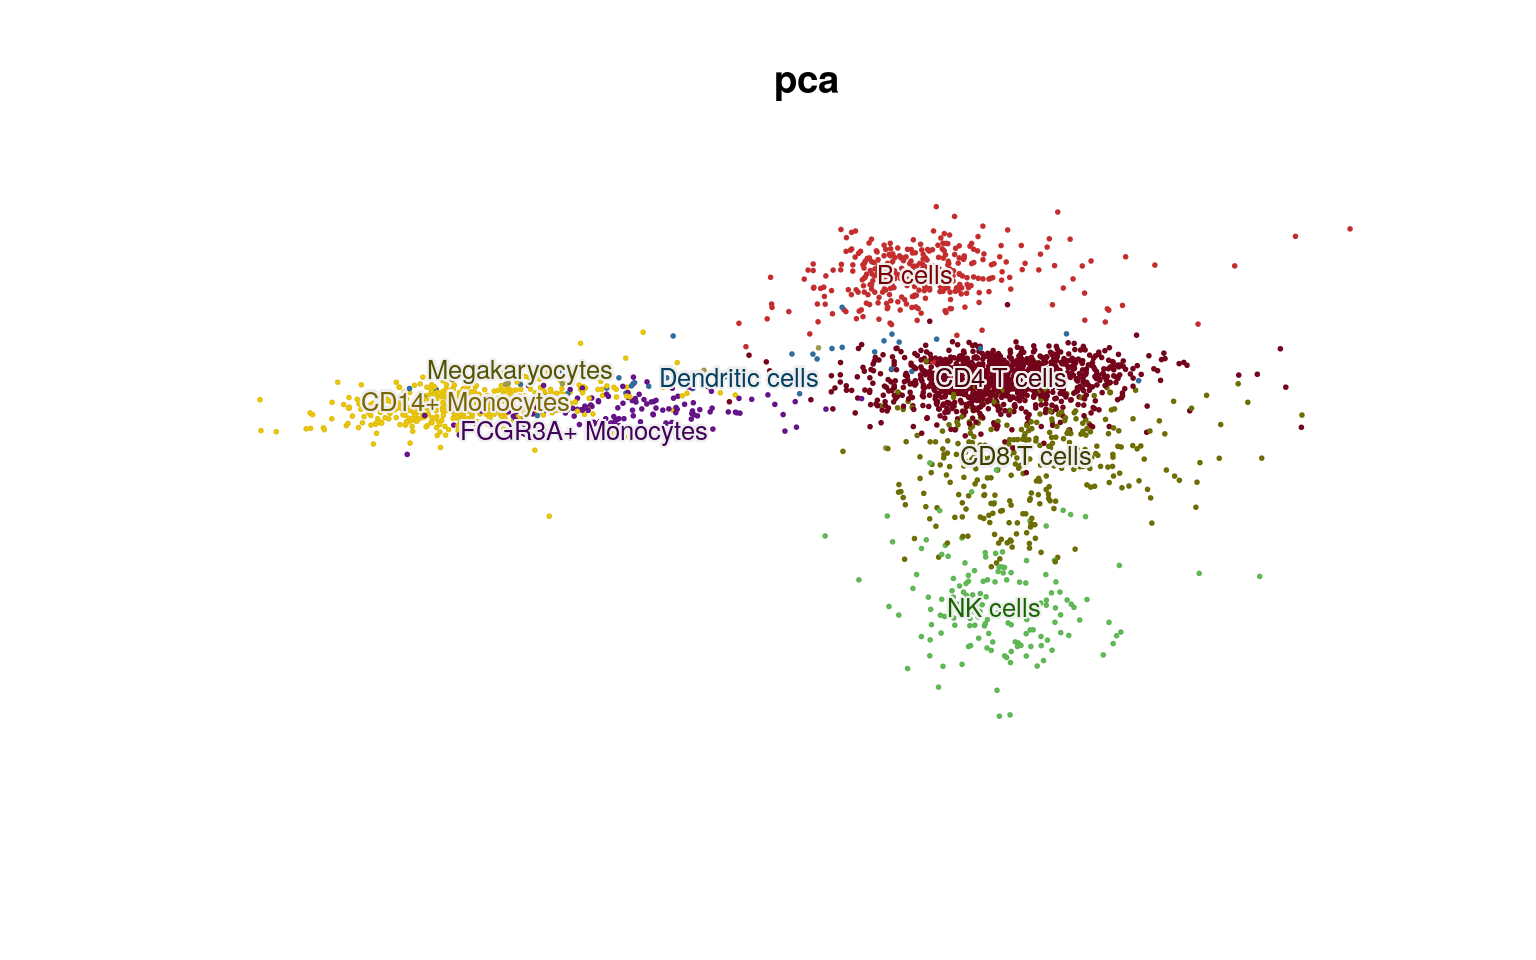 pca
B cells
Megakaryocytes
Dendritic cells
CD4 T cells
CD14+ Monocytes
FCGR3A+ Monocytes
CD8 T cells
NK cells